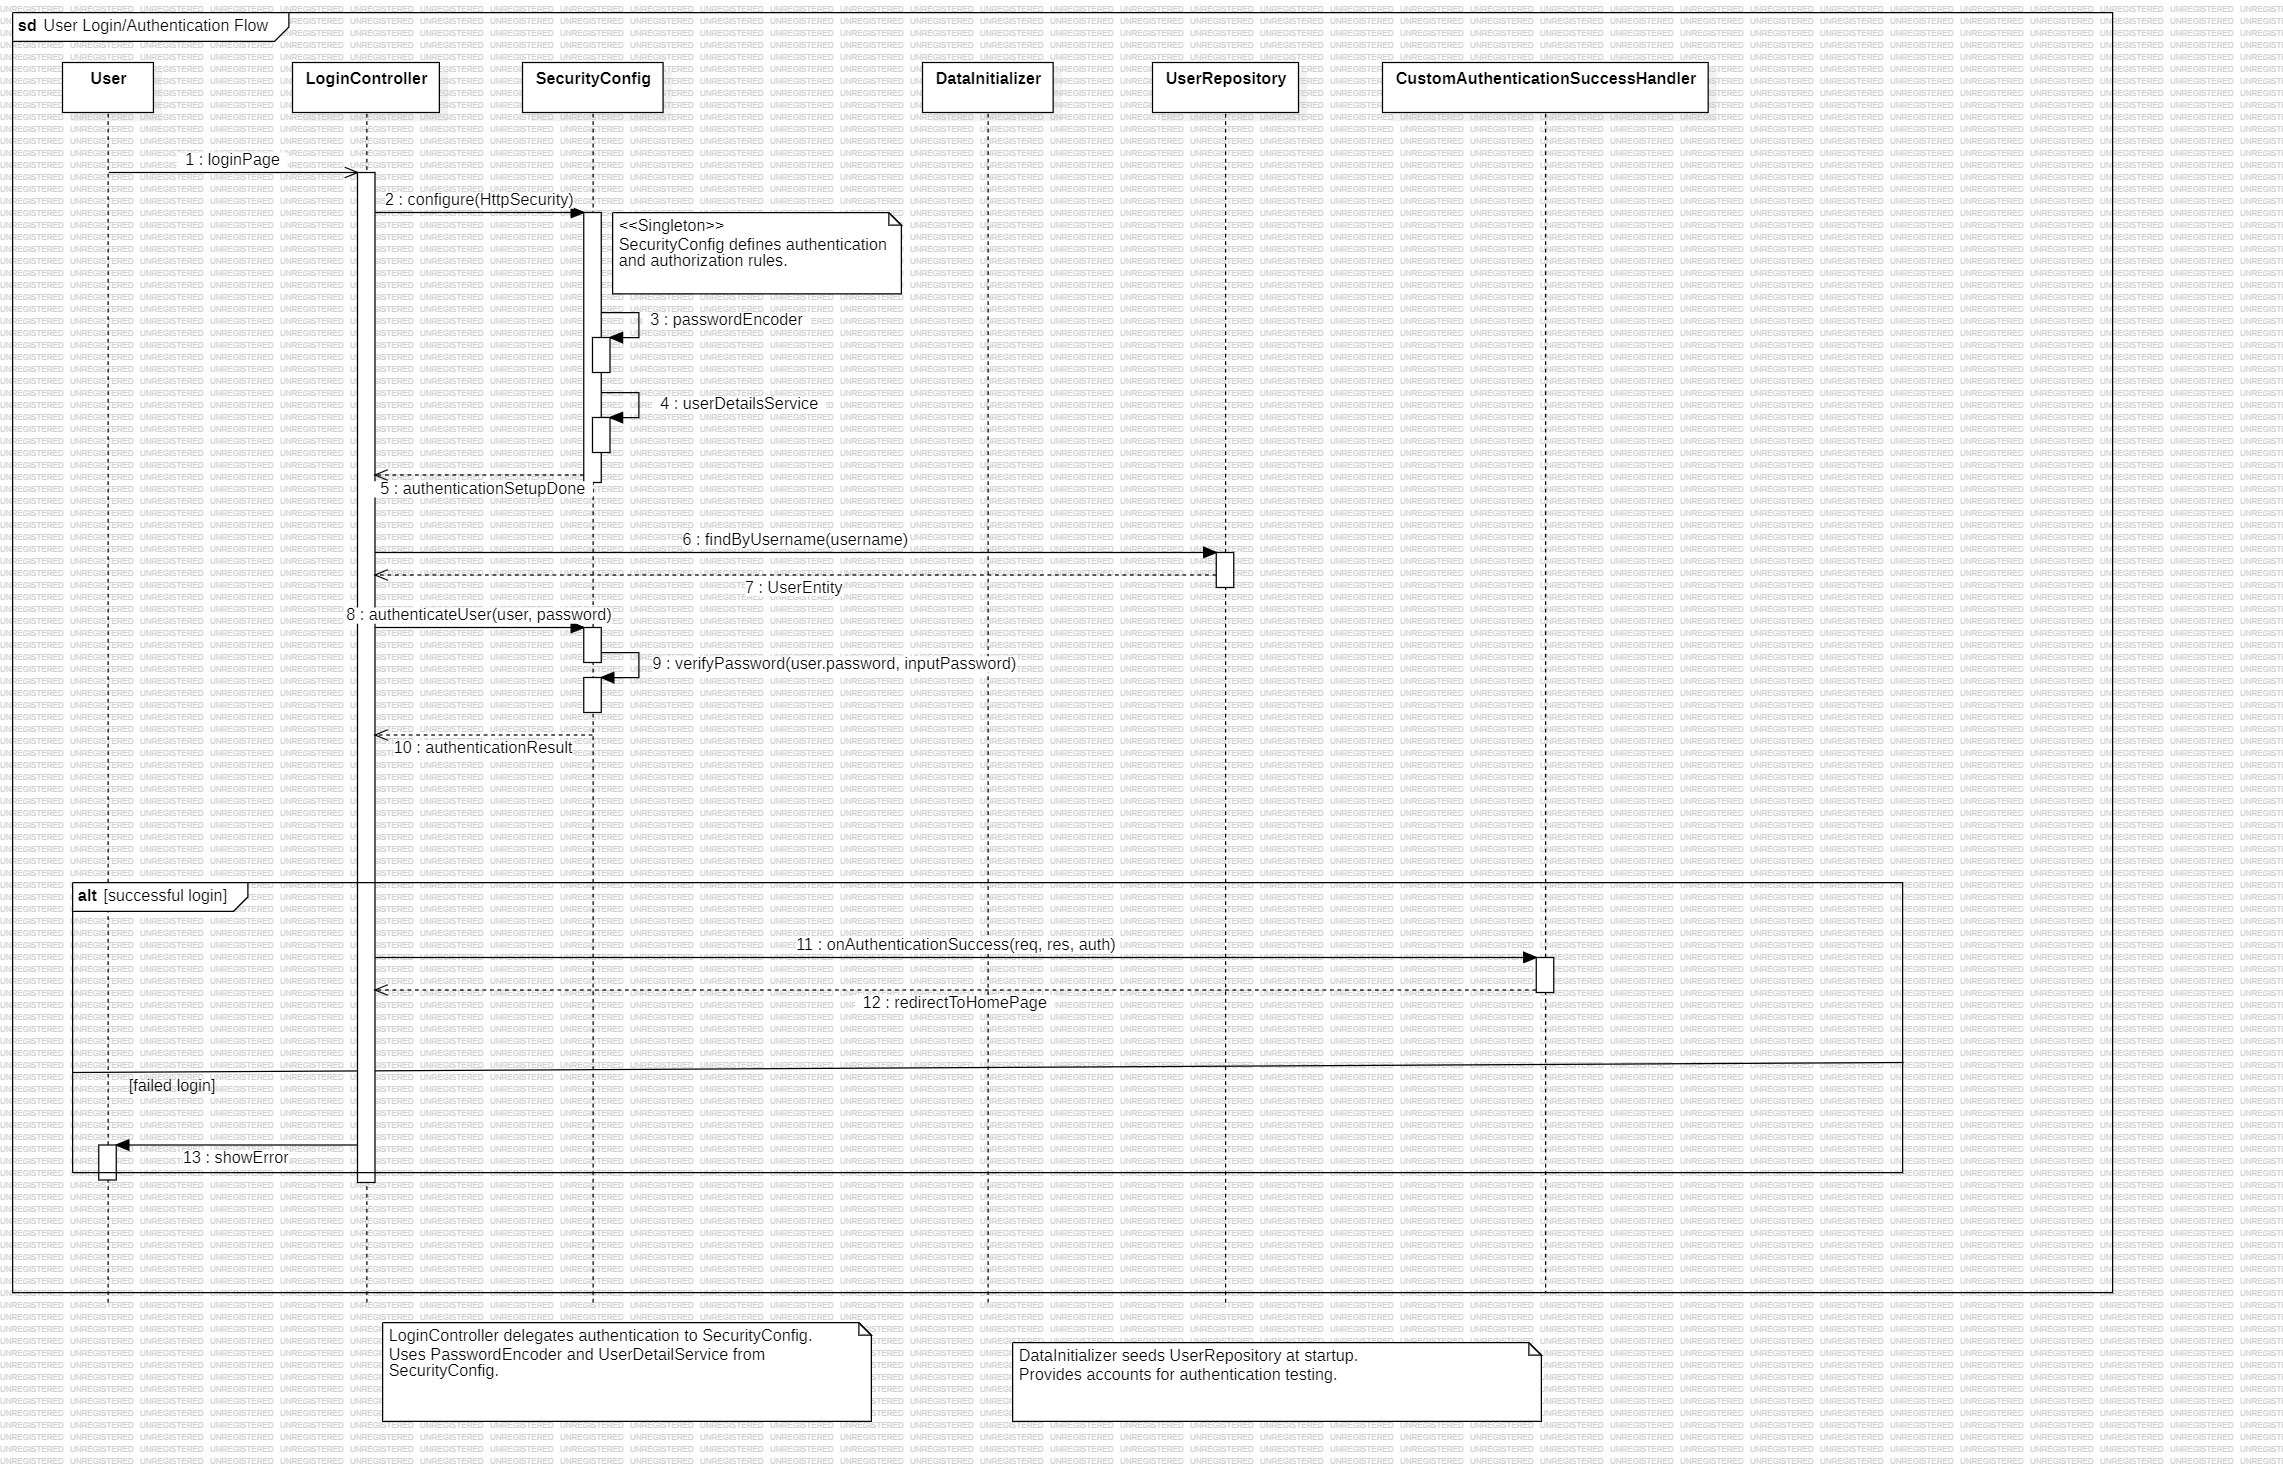 sd User Login/Authentication Flow
User
LoginController
SecurityConfig
DataInitializer
UserRepository
CustomAuthenticationSuccessHandler
1 : loginPage
2 : configure(HttpSecurity)
<<Singleton>>
SecurityConfig defines authentication
and authorization rules.
3 : passwordEncoder
4 : userDetailsService
5 : authenticationSetupDone
6 : findByUsername(username)
7 : UserEntity
8 : authenticateUser(user, password)
9 : verifyPassword(user.password, inputPassword)
10 : authenticationResult
alt [successful login]
11 : onAuthenticationSuccess(req, res, auth)
12 : redirectToHomePage
[failed login]
13 : showError
LoginController delegates authentication to SecurityConfig.
Uses PasswordEncoder and UserDetailService from
SecurityConfig.
DataInitializer seeds UserRepository at startup.
Provides accounts for authentication testing.
UNREGISTERED